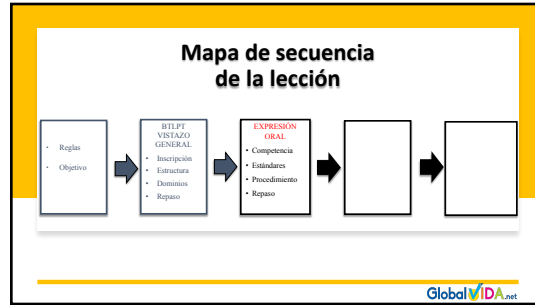 Mapa de secuencia
de la lección
• Reglas
• Objetivo
BTLPT
VISTAZO
GENERAL
• Inscripción
• Estructura
• Dominios
• Repaso
EXPRESIÓN
ORAL
• Competencia
• Estándares
• Procedimiento
• Repaso
GlobalVIDA.net